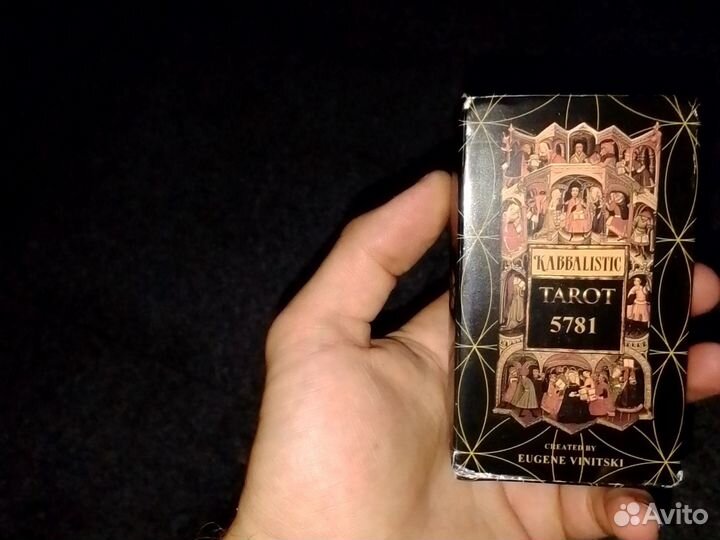 KABBALISTIC
TAROT
5781
CREATED BY
EUGENE VINITSKI
Avito